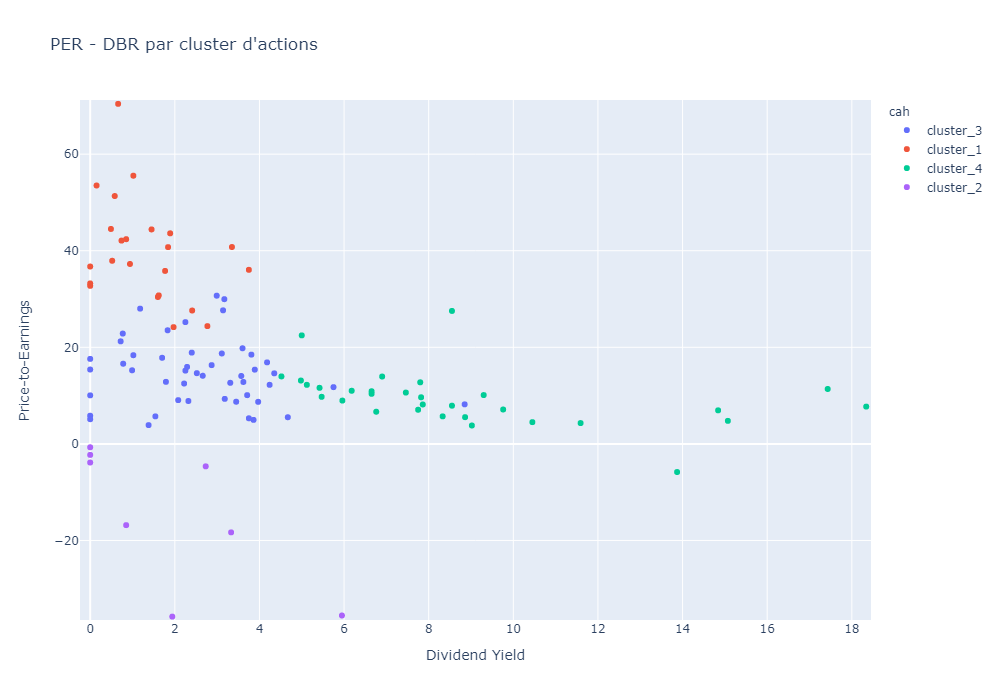 PER - DBR par cluster d'actions
cah
cluster_3
cluster_1
cluster_4
cluster_2
Price-to-Earnings
60
40
20
0
−20
0 2 4 6 8 10 12 14 16 18
Dividend Yield